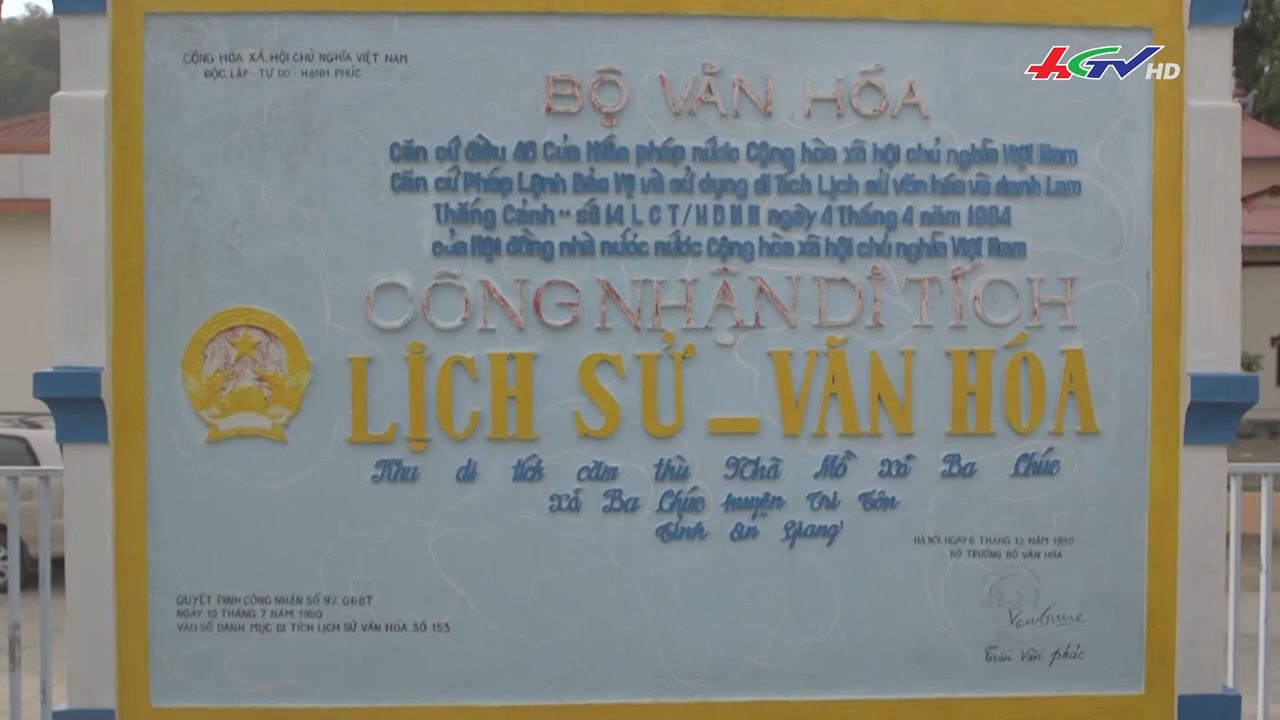 CỘNG HÒA XÃ HỘI CHỦ NGHĨA VIỆT NAM
ĐỘC LẬP - TỰ DO - HẠNH PHÚC
HGTV HD
BỘ VĂN HÓA
Căn cứ điều 46 Của Hiến pháp nước Cộng hòa xã hội chủ nghĩa Việt Nam
Căn cứ Pháp Lệnh Bảo Vệ và sử dụng di Tích Lịch sử văn hóa và danh Lam
Thắng Cảnh " số 14 L C T / H D N N ngày 4 Tháng 4 năm 1984
của Hội đồng nhà nước nước Cộng hòa xã hội chủ nghĩa Việt Nam
CÔNG NHẬN DI TÍCH
LỊCH SỬ _ VĂN HÓA
Khu di tích căm thù Nhà Mồ xã Ba Chúc
Xã Ba Chúc huyện Tri Tôn
Tỉnh An Giang
HÀ NỘI, NGÀY 6 THÁNG 12 NĂM 1980
BỘ TRƯỞNG BỘ VĂN HÓA
QUYẾT ĐỊNH CÔNG NHẬN SỐ 92. QĐBT
NGÀY 10 THÁNG 7 NĂM 1980
VÀO SỔ DANH MỤC DI TÍCH LỊCH SỬ VĂN HÓA. SỐ 153
Trần Văn phác